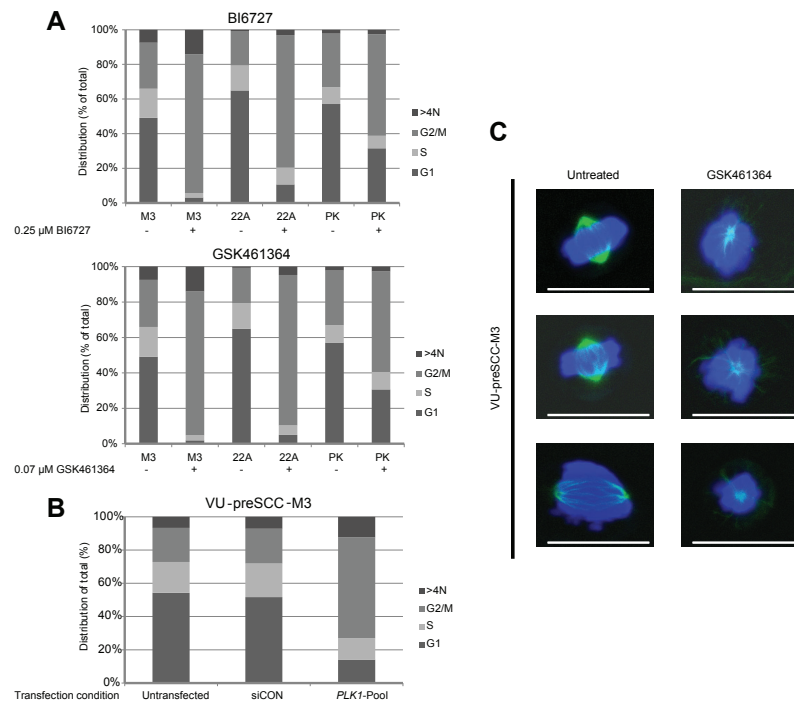 A
BI6727
Distribution (% of total)
100%
80%
60%
40%
20%
0%
>4N
G2/M
S
G1
M3 M3 22A 22A PK PK
0.25 µM BI6727 - + - + - +
GSK461364
Distribution (% of total)
100%
80%
60%
40%
20%
0%
>4N
G2/M
S
G1
M3 M3 22A 22A PK PK
0.07 µM GSK461364 - + - + - +
B
VU-preSCC-M3
Distribution of total (%)
100%
80%
60%
40%
20%
0%
>4N
G2/M
S
G1
Transfection condition Untransfected siCON PLK1-Pool
C
Untreated GSK461364
VU-preSCC-M3